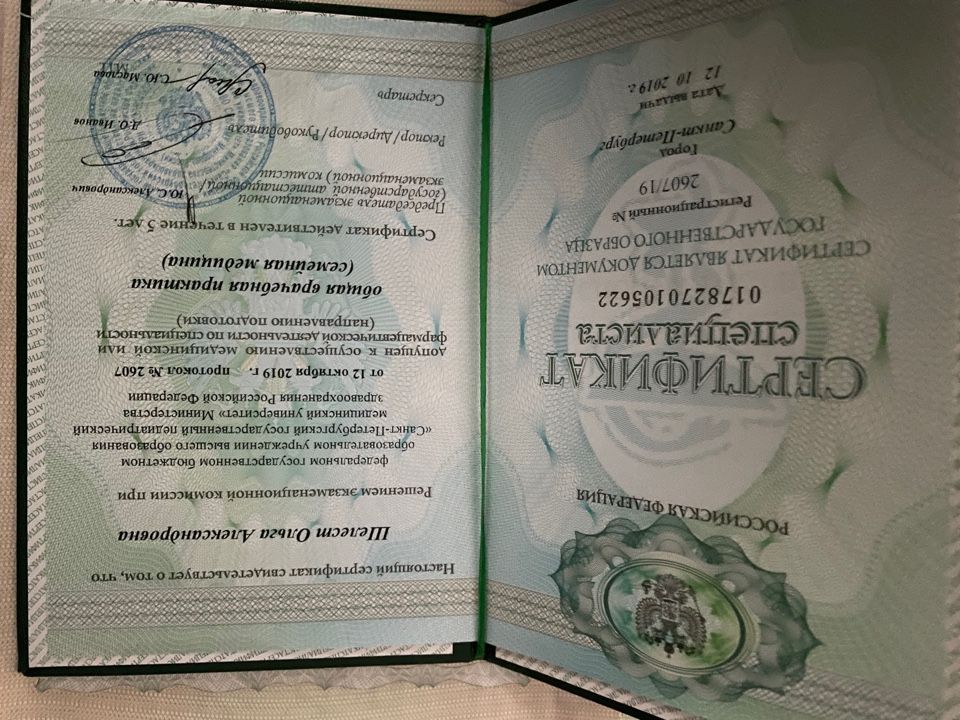 РОССИЙСКАЯ ФЕДЕРАЦИЯ
СЕРТИФИКАТ
специалиста
0178270105622
СЕРТИФИКАТ ЯВЛЯЕТСЯ ДОКУМЕНТОМ
ГОСУДАРСТВЕННОГО ОБРАЗЦА
Регистрационный №
2607/19
Город
Санкт-Петербург
Дата выдачи
12 10 2019 г.
Настоящий сертификат свидетельствует о том, что
Шелест Ольга Александровна
Решением экзаменационной комиссии при
федеральном государственном бюджетном
образовательном учреждении высшего образования
«Санкт-Петербургский государственный педиатрический
медицинский университет» Министерства
здравоохранения Российской Федерации
от 12 октября 2019 г. протокол № 2607
допущен к осуществлению медицинской или
фармацевтической деятельности по специальности
(направлению подготовки)
общая врачебная практика
(семейная медицина)
Сертификат действителен в течение 5 лет.
Председатель экзаменационной
(государственной аттестационной/
экзаменационной) комиссии
Ю.С. Александрович
Ректор/Директор/Руководитель
Д.О. Иванов
Секретарь
С.Ю. Маслова
МП